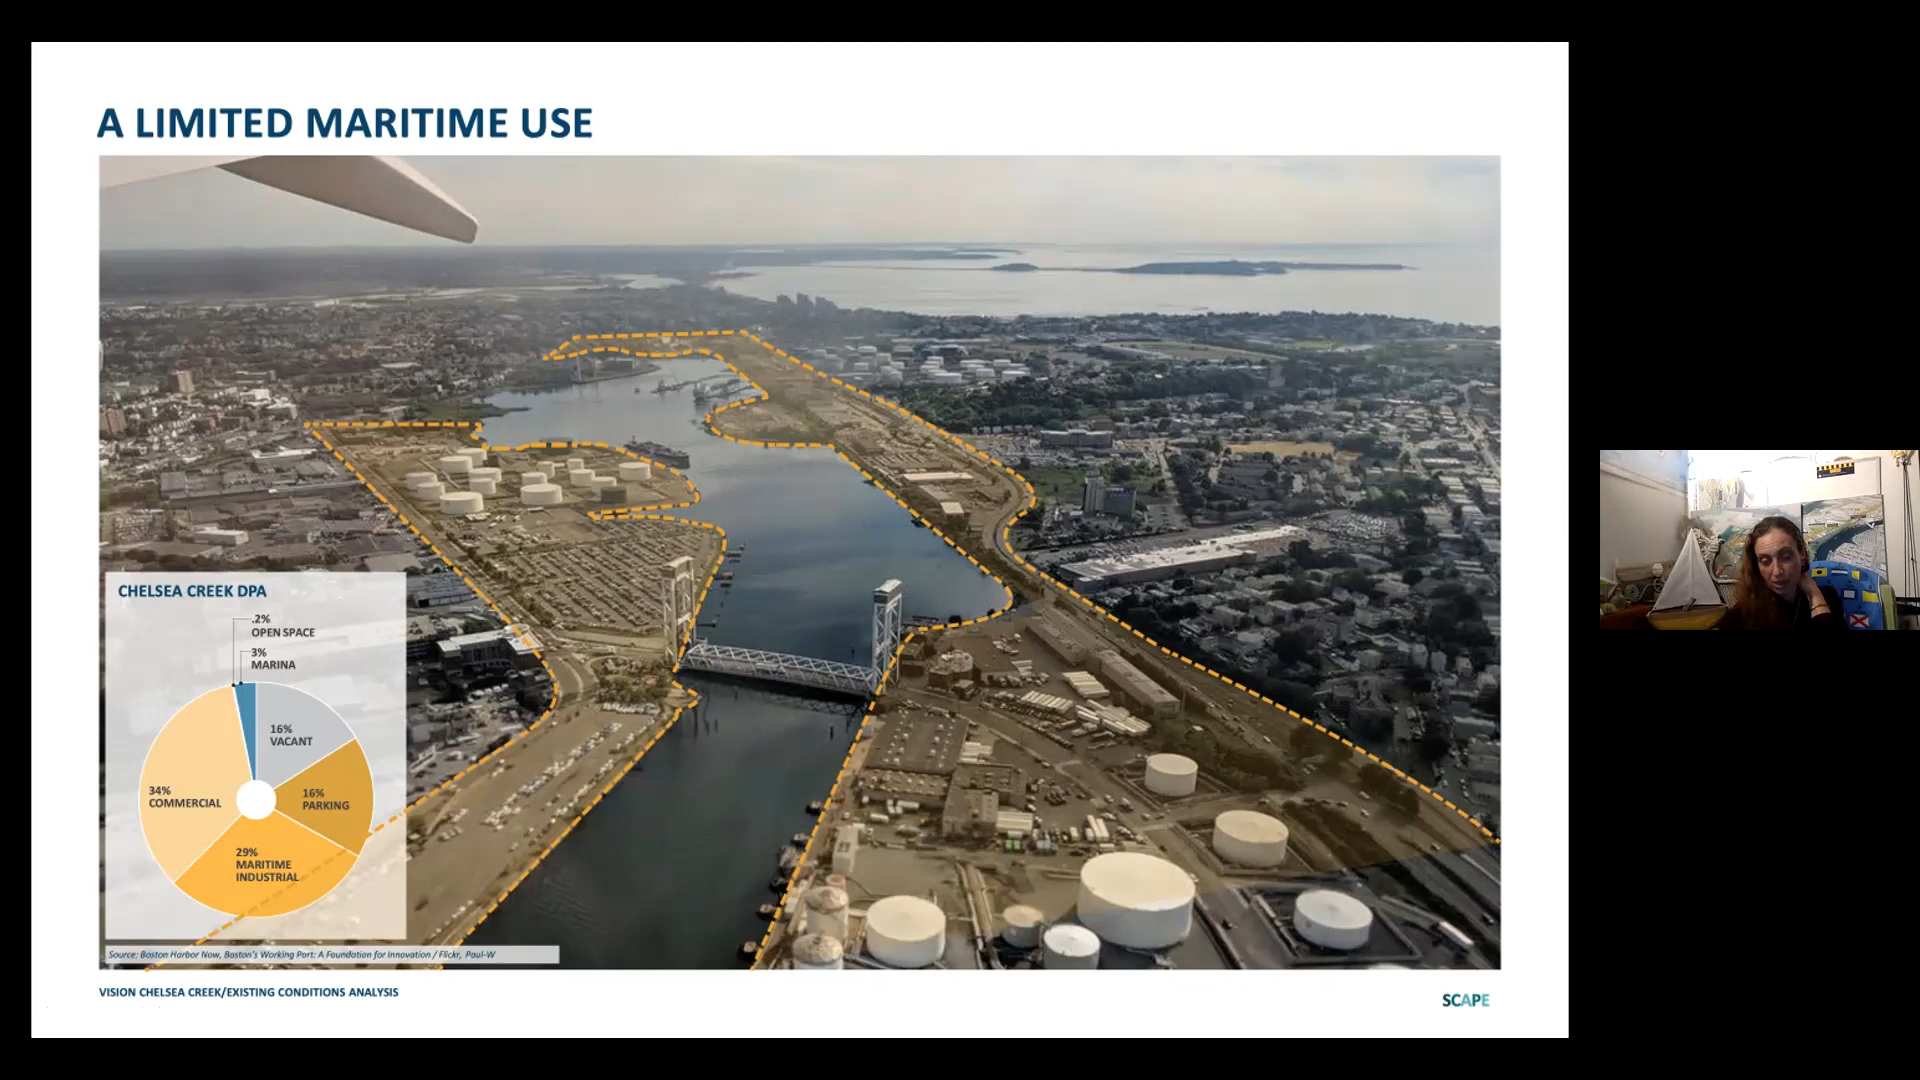 A LIMITED MARITIME USE
CHELSEA CREEK DPA
.2%
OPEN SPACE
3%
MARINA
16%
VACANT
16%
PARKING
34%
COMMERCIAL
29%
MARITIME
INDUSTRIAL
Source: Boston Harbor Now, Boston's Working Port: A Foundation for Innovation / Flickr, Paul-W
VISION CHELSEA CREEK/EXISTING CONDITIONS ANALYSIS
SCAPE